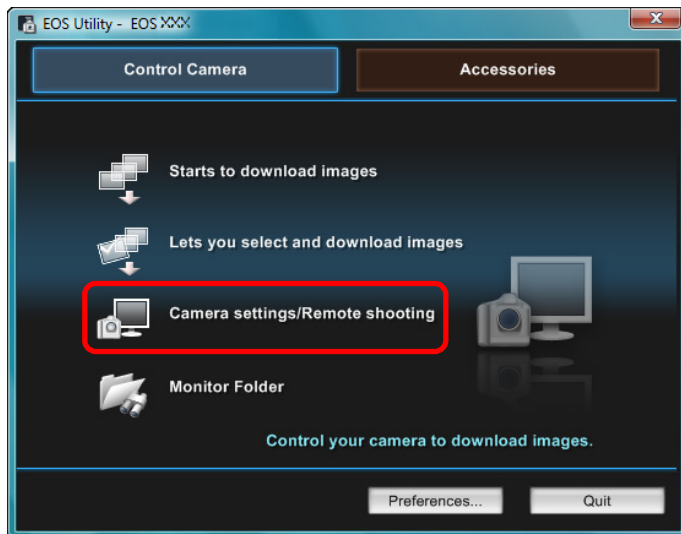 EOS Utility - EOS XXX
Control Camera
Accessories
Starts to download images
Lets you select and download images
Camera settings/Remote shooting
Monitor Folder
Control your camera to download images.
Preferences...
Quit